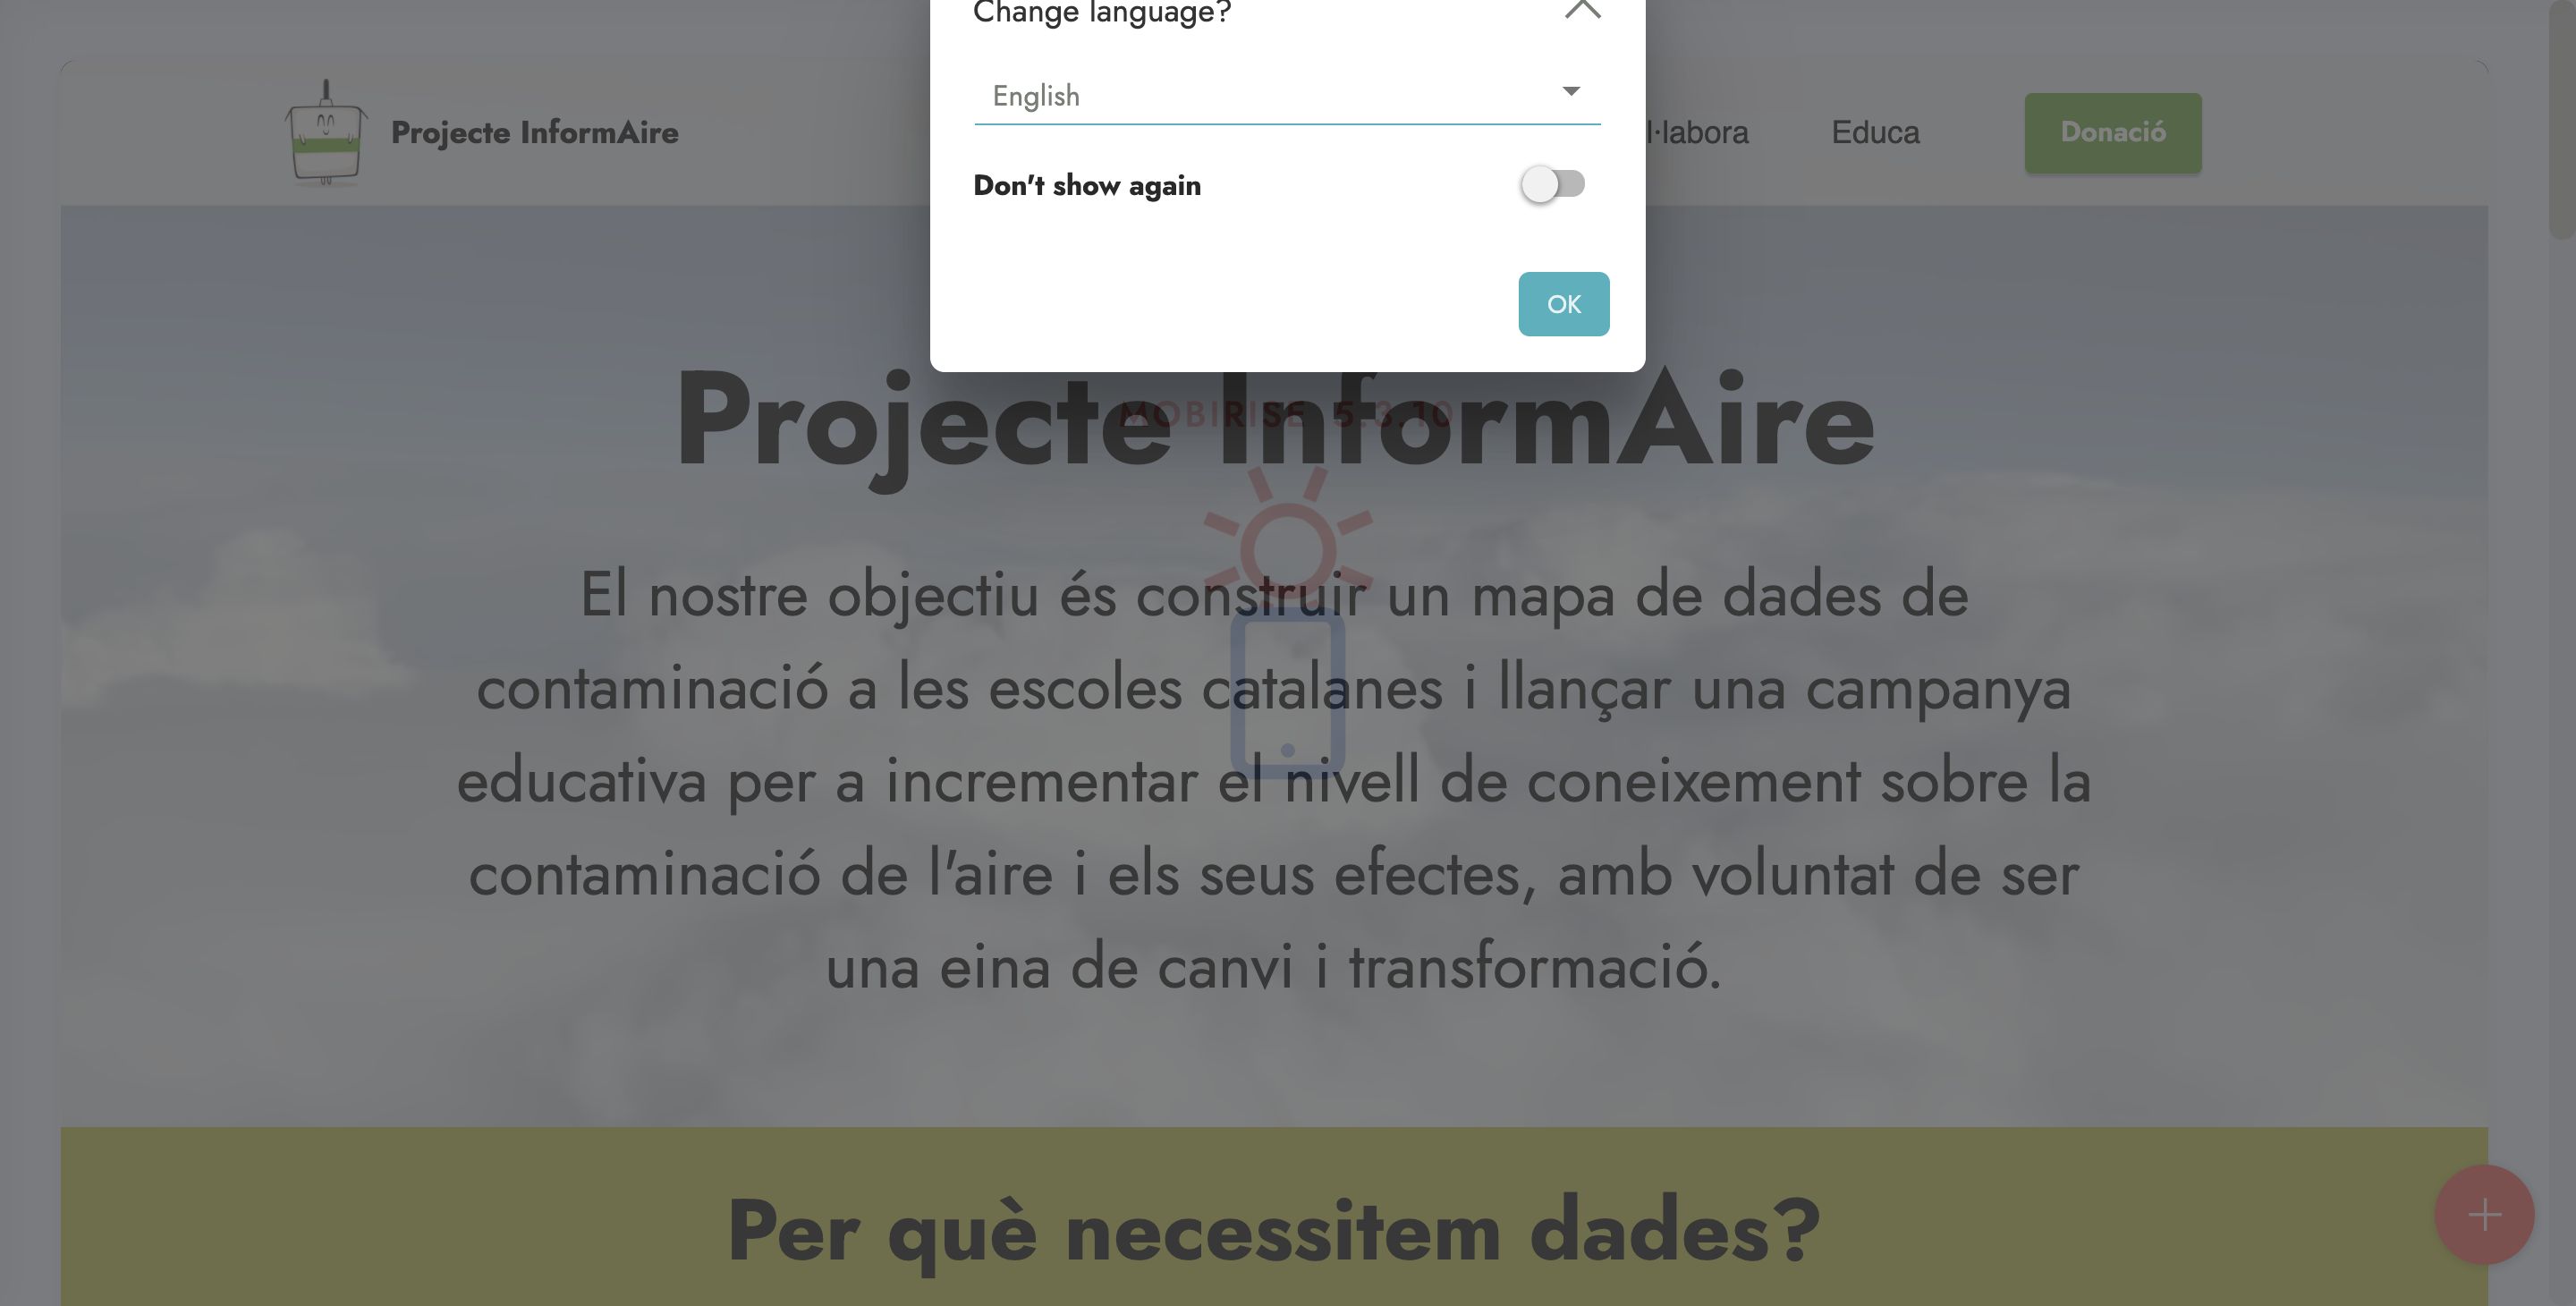 Change language?
English
Don't show again
OK
Projecte InformAire
l·labora
Educa
Donació
MOBIRISE 5.3.10
Projecte InformAire
El nostre objectiu és construir un mapa de dades de
contaminació a les escoles catalanes i llançar una campanya
educativa per a incrementar el nivell de coneixement sobre la
contaminació de l'aire i els seus efectes, amb voluntat de ser
una eina de canvi i transformació.
Per què necessitem dades?